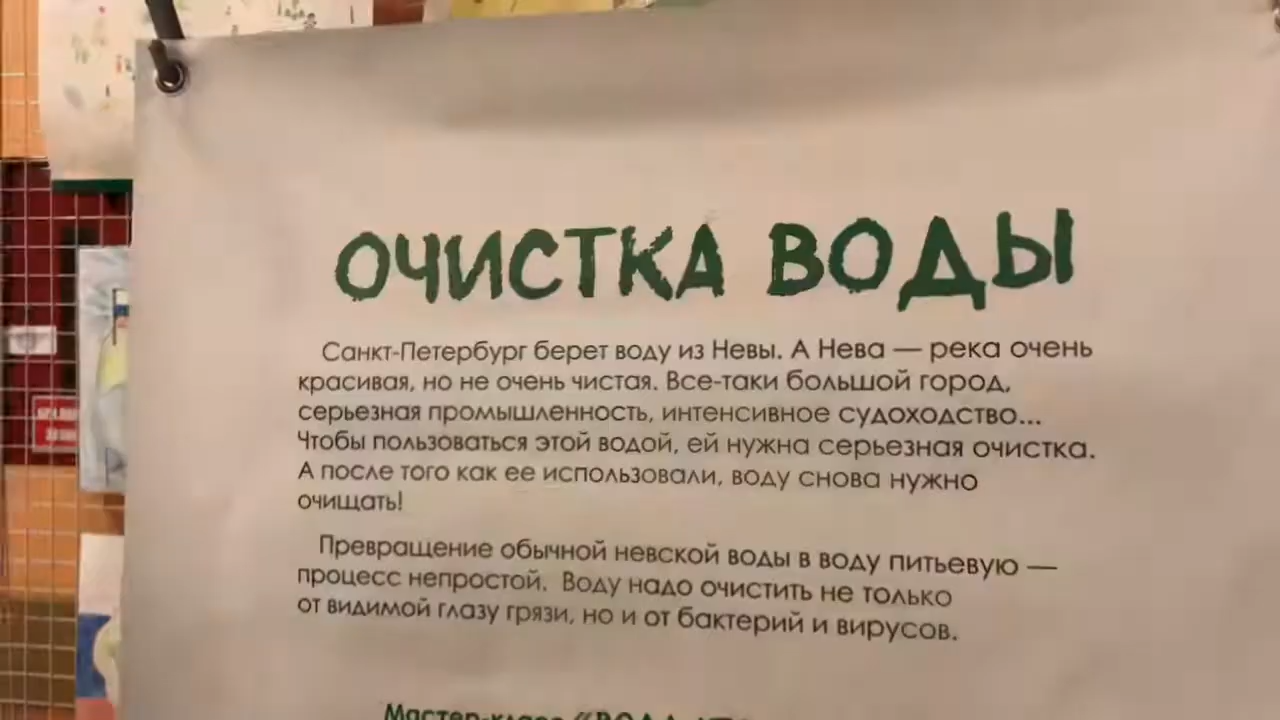 ОЧИСТКА ВОДЫ
Санкт-Петербург берет воду из Невы. А Нева — река очень
красивая, но не очень чистая. Все-таки большой город,
серьезная промышленность, интенсивное судоходство...
Чтобы пользоваться этой водой, ей нужна серьезная очистка.
А после того как ее использовали, воду снова нужно
очищать!
Превращение обычной невской воды в воду питьевую —
процесс непростой. Воду надо очистить не только
от видимой глазу грязи, но и от бактерий и вирусов.
Мастер-класс